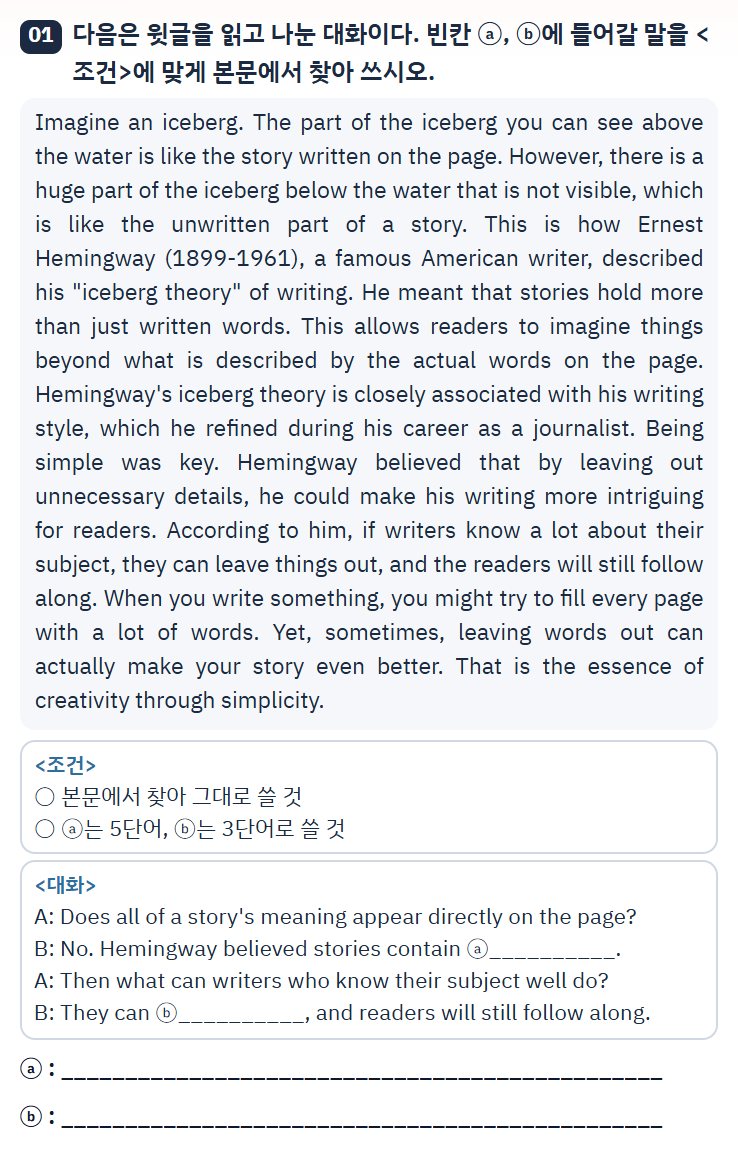 01 다음은 윗글을 읽고 나눈 대화이다. 빈칸 ⓐ, ⓑ에 들어갈 말을 <
조건>에 맞게 본문에서 찾아 쓰시오.
Imagine an iceberg. The part of the iceberg you can see above
the water is like the story written on the page. However, there is a
huge part of the iceberg below the water that is not visible, which
is like the unwritten part of a story. This is how Ernest
Hemingway (1899-1961), a famous American writer, described
his "iceberg theory" of writing. He meant that stories hold more
than just written words. This allows readers to imagine things
beyond what is described by the actual words on the page.
Hemingway's iceberg theory is closely associated with his writing
style, which he refined during his career as a journalist. Being
simple was key. Hemingway believed that by leaving out
unnecessary details, he could make his writing more intriguing
for readers. According to him, if writers know a lot about their
subject, they can leave things out, and the readers will still follow
along. When you write something, you might try to fill every page
with a lot of words. Yet, sometimes, leaving words out can
actually make your story even better. That is the essence of
creativity through simplicity.
<조건>
○ 본문에서 찾아 그대로 쓸 것
○ ⓐ는 5단어, ⓑ는 3단어로 쓸 것
<대화>
A: Does all of a story's meaning appear directly on the page?
B: No. Hemingway believed stories contain ⓐ__________.
A: Then what can writers who know their subject well do?
B: They can ⓑ__________, and readers will still follow along.
ⓐ : ________________________________________________
ⓑ : ________________________________________________